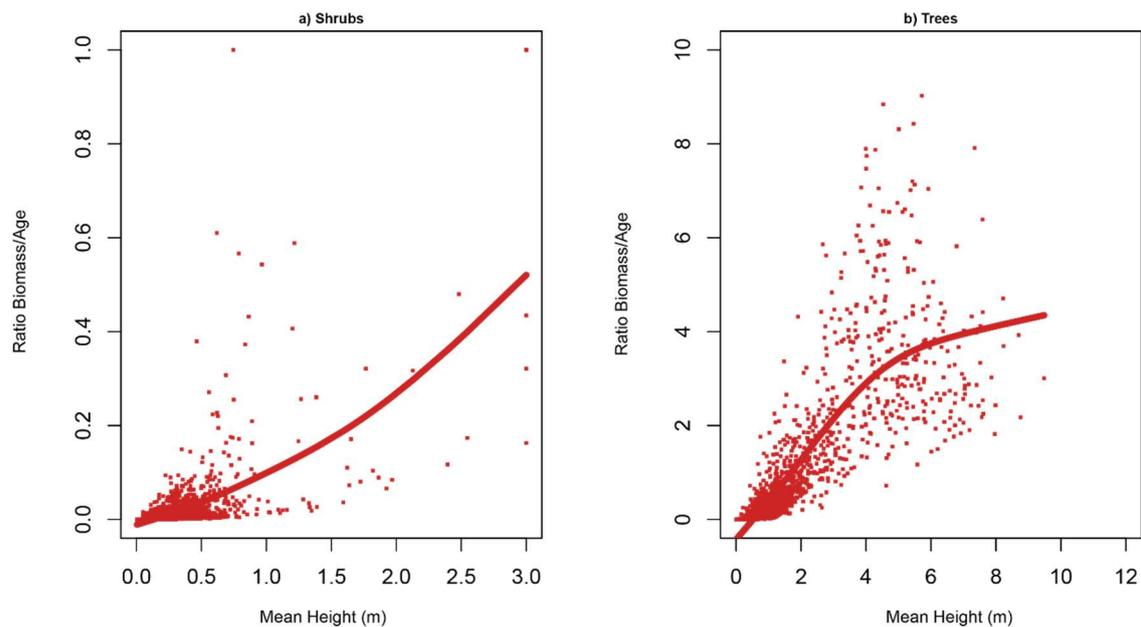 a) Shrubs
Ratio Biomass/Age
1.0
0.8
0.6
0.4
0.2
0.0
0.0 0.5 1.0 1.5 2.0 2.5 3.0
Mean Height (m)
b) Trees
Ratio Biomass/Age
10
8
6
4
2
0
0 2 4 6 8 10 12
Mean Height (m)